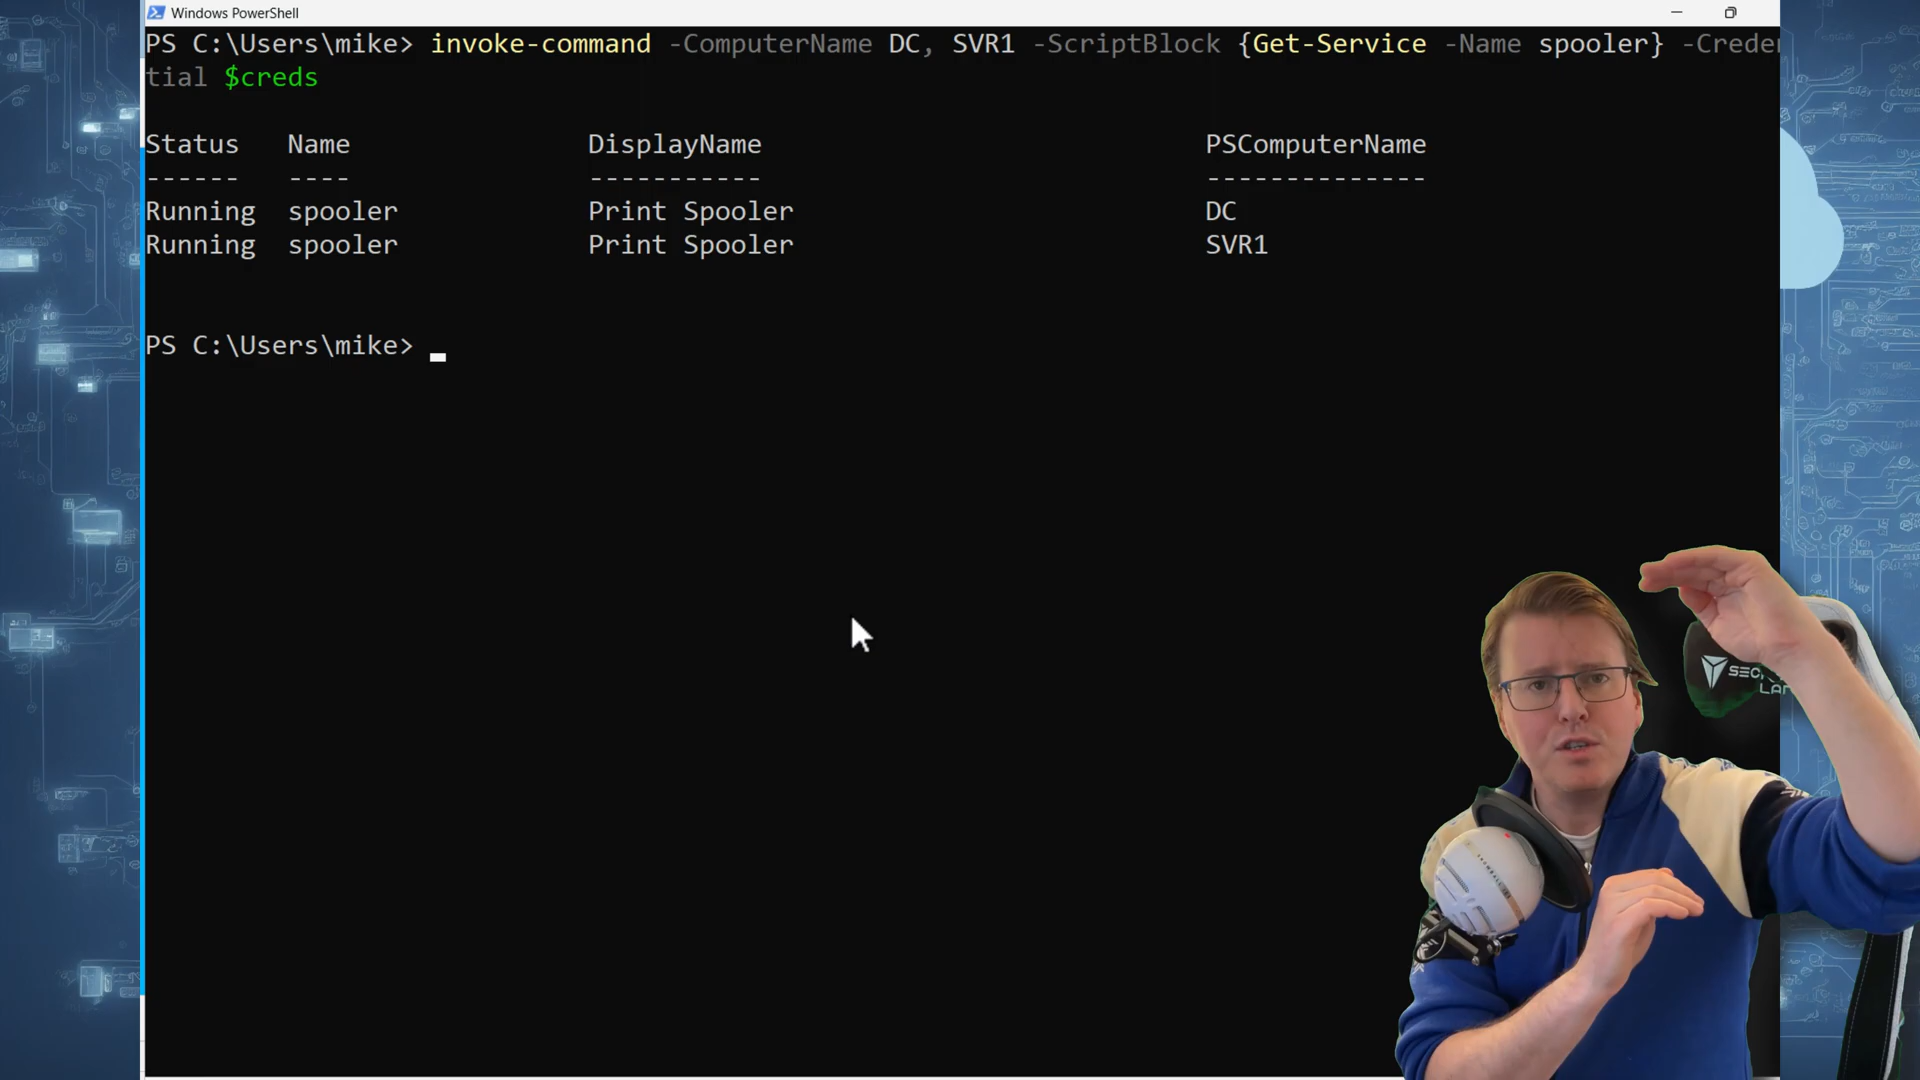 Windows PowerShell
PS C:\Users\mike> invoke-command -ComputerName DC, SVR1 -ScriptBlock {Get-Service -Name spooler} -Creden
tial $creds
Status Name DisplayName PSComputerName
------ ---- ----------- --------------
Running spooler Print Spooler DC
Running spooler Print Spooler SVR1
PS C:\Users\mike>